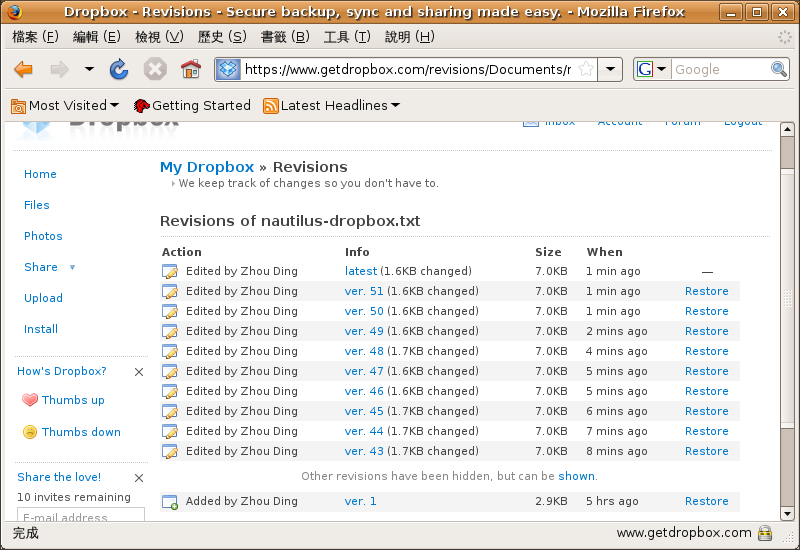 Dropbox - Revisions - Secure backup, sync and sharing made easy. - Mozilla Firefox
檔案 (F) 編輯 (E) 檢視 (V) 歷史 (S) 書籤 (B) 工具 (T) 說明 (H)
https://www.getdropbox.com/revisions/Documents/r
G Google
Most Visited Getting Started Latest Headlines
Dropbox Inbox Account Forum Logout
My Dropbox » Revisions
We keep track of changes so you don't have to.
Home
Files
Photos
Share
Upload
Install
How's Dropbox?
Thumbs up
Thumbs down
Share the love!
10 invites remaining
E-mail address
Revisions of nautilus-dropbox.txt
Action Info Size When
Edited by Zhou Ding latest (1.6KB changed) 7.0KB 1 min ago —
Edited by Zhou Ding ver. 51 (1.6KB changed) 7.0KB 1 min ago Restore
Edited by Zhou Ding ver. 50 (1.6KB changed) 7.0KB 1 min ago Restore
Edited by Zhou Ding ver. 49 (1.6KB changed) 7.0KB 2 mins ago Restore
Edited by Zhou Ding ver. 48 (1.7KB changed) 7.0KB 4 mins ago Restore
Edited by Zhou Ding ver. 47 (1.6KB changed) 7.0KB 5 mins ago Restore
Edited by Zhou Ding ver. 46 (1.6KB changed) 7.0KB 5 mins ago Restore
Edited by Zhou Ding ver. 45 (1.7KB changed) 7.0KB 6 mins ago Restore
Edited by Zhou Ding ver. 44 (1.7KB changed) 7.0KB 7 mins ago Restore
Edited by Zhou Ding ver. 43 (1.7KB changed) 7.0KB 8 mins ago Restore
Other revisions have been hidden, but can be shown.
Added by Zhou Ding ver. 1 2.9KB 5 hrs ago Restore
完成 www.getdropbox.com